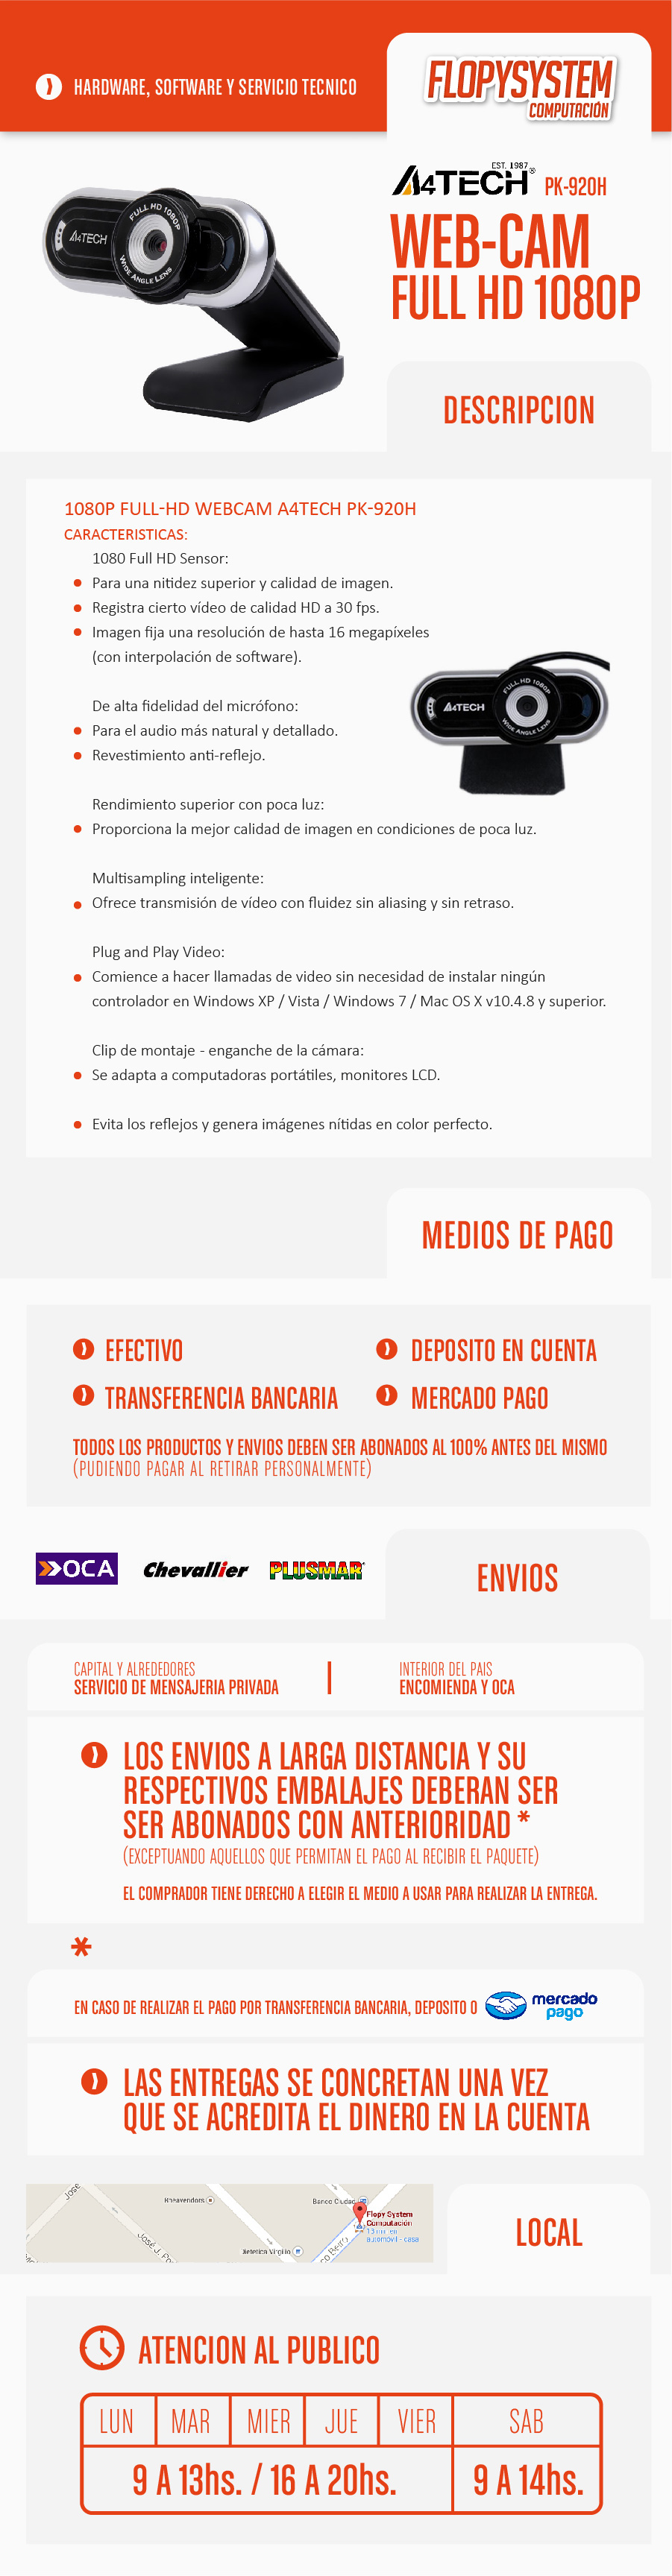 HARDWARE, SOFTWARE Y SERVICIO TECNICO
FLOPYSYSTEM
COMPUTACIÓN
EST. 1987
A4TECH® PK-920H
WEB-CAM
FULL HD 1080P
FULL HD 1080P
A4TECH
WIDE ANGLE LENS
DESCRIPCION
1080P FULL-HD WEBCAM A4TECH PK-920H
CARACTERISTICAS:
1080 Full HD Sensor:
Para una nitidez superior y calidad de imagen.
Registra cierto vídeo de calidad HD a 30 fps.
Imagen fija una resolución de hasta 16 megapíxeles
(con interpolación de software).
FULL HD 1080P
A4TECH
WIDE ANGLE LENS
De alta fidelidad del micrófono:
Para el audio más natural y detallado.
Revestimiento anti-reflejo.
Rendimiento superior con poca luz:
Proporciona la mejor calidad de imagen en condiciones de poca luz.
Multisampling inteligente:
Ofrece transmisión de vídeo con fluidez sin aliasing y sin retraso.
Plug and Play Video:
Comience a hacer llamadas de video sin necesidad de instalar ningún
controlador en Windows XP / Vista / Windows 7 / Mac OS X v10.4.8 y superior.
Clip de montaje - enganche de la cámara:
Se adapta a computadoras portátiles, monitores LCD.
Evita los reflejos y genera imágenes nítidas en color perfecto.
MEDIOS DE PAGO
EFECTIVO
DEPOSITO EN CUENTA
TRANSFERENCIA BANCARIA
MERCADO PAGO
TODOS LOS PRODUCTOS Y ENVIOS DEBEN SER ABONADOS AL 100% ANTES DEL MISMO
(PUDIENDO PAGAR AL RETIRAR PERSONALMENTE)
OCA
Chevallier
PLUSMAR
ENVIOS
CAPITAL Y ALREDEDORES
SERVICIO DE MENSAJERIA PRIVADA
INTERIOR DEL PAIS
ENCOMIENDA Y OCA
LOS ENVIOS A LARGA DISTANCIA Y SU
RESPECTIVOS EMBALAJES DEBERAN SER
SER ABONADOS CON ANTERIORIDAD *
(EXCEPTUANDO AQUELLOS QUE PERMITAN EL PAGO AL RECIBIR EL PAQUETE)
EL COMPRADOR TIENE DERECHO A ELEGIR EL MEDIO A USAR PARA REALIZAR LA ENTREGA.
*
EN CASO DE REALIZAR EL PAGO POR TRANSFERENCIA BANCARIA, DEPOSITO O
mercado
pago
LAS ENTREGAS SE CONCRETAN UNA VEZ
QUE SE ACREDITA EL DINERO EN LA CUENTA
José
José J.
Banco Ciudad
Flopy System
Computación
13 min en
automóvil - casa
LOCAL
ATENCION AL PUBLICO
LUN MAR MIER JUE VIER SAB
9 A 13hs. / 16 A 20hs. 9 A 14hs.